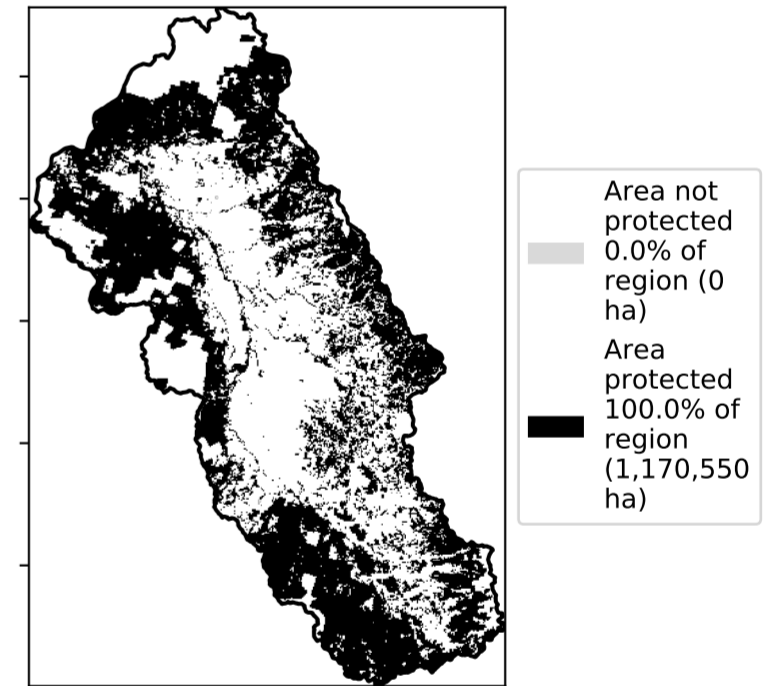 Area not
protected
0.0% of
region (0
ha)
Area
protected
100.0% of
region
(1,170,550
ha)